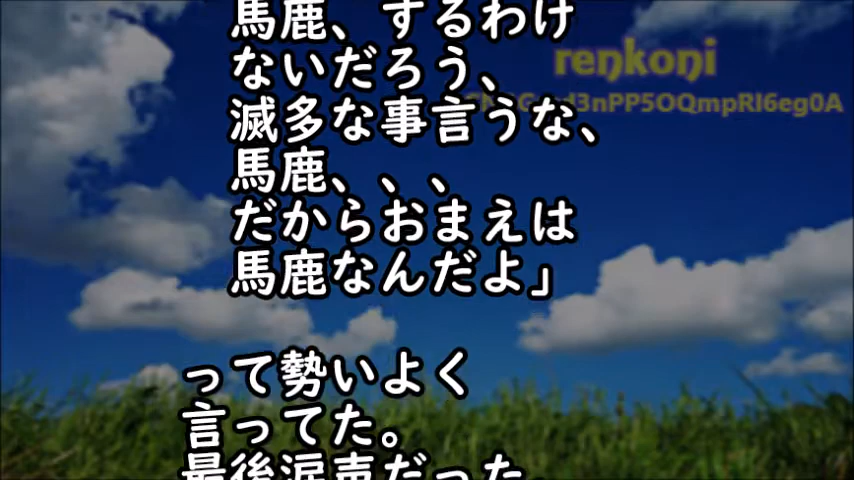 馬鹿、するわけ
ないだろう、
滅多な事言うな、
馬鹿、、、
だからおまえは
馬鹿なんだよ」
って勢いよく
言ってた。
最後涙声だった。
renkoni